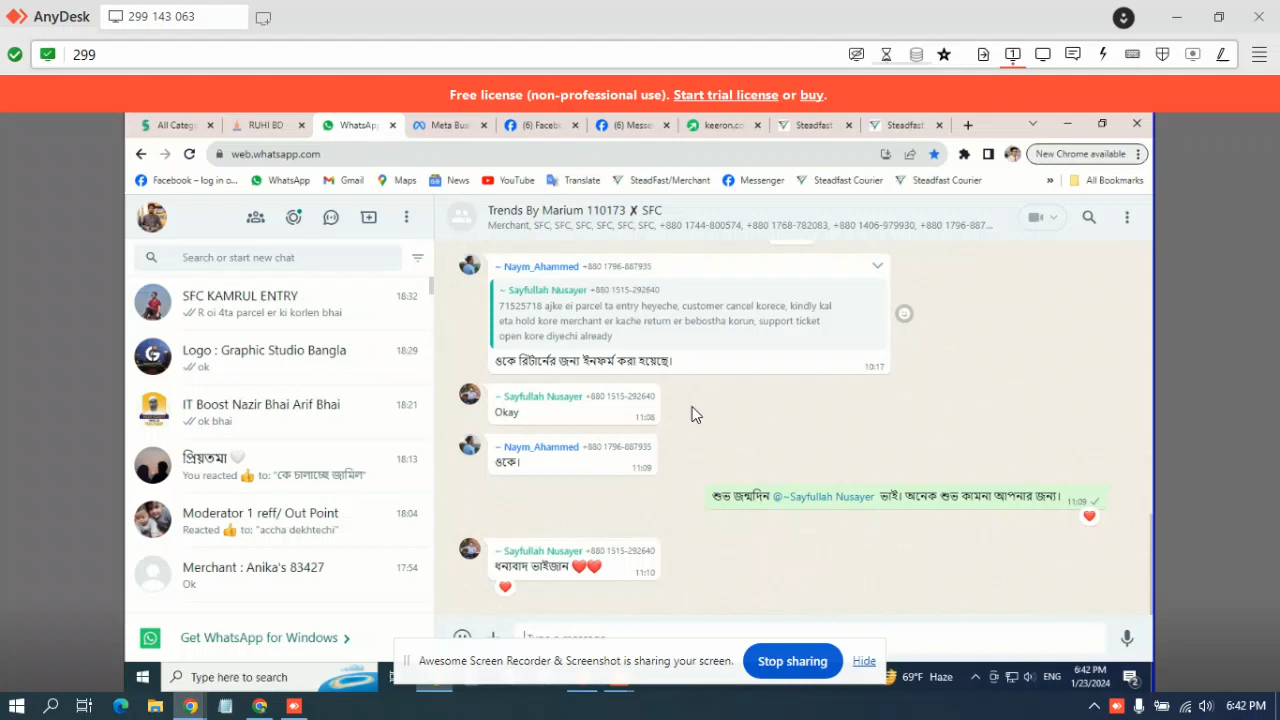 AnyDesk 299 143 063
299
Free license (non-professional use). Start trial license or buy.
All Categ RUHI BD WhatsApp Meta Bus (6) Faceb (6) Messe keeron.co Steadfast Steadfast
web.whatsapp.com New Chrome available
Facebook – log in o... WhatsApp Gmail Maps News YouTube Translate SteadFast/Merchant Messenger Steadfast Courier Steadfast Courier » All Bookmarks
Trends By Marium 110173 ✗ SFC
Merchant, SFC, SFC, SFC, SFC, SFC, SFC, +880 1744-800574, +880 1768-782083, +880 1406-979930, +880 1796-887...
Search or start new chat
SFC KAMRUL ENTRY 18:32
R oi 4ta parcel er ki korlen bhai
Logo : Graphic Studio Bangla 18:29
ok
IT Boost Nazir Bhai Arif Bhai 18:21
ok bhai
প্রিয়তমা 🤍 18:13
You reacted 👍 to: "কে চালাচ্ছে জামিল"
Moderator 1 reff/ Out Point 18:04
Reacted 👍 to: "accha dekhtechi"
Merchant : Anika's 83427 17:54
Ok
Get WhatsApp for Windows
~ Naym_Ahammed +880 1796-887935
~ Sayfullah Nusayer +880 1515-292640
71525718 ajke ei parcel ta entry heyeche, customer cancel korece, kindly kal
eta hold kore merchant er kache return er bebostha korun, support ticket
open kore diyechi already
ওকে রিটার্নের জন্য ইনফর্ম করা হয়েছে।
10:17
~ Sayfullah Nusayer +880 1515-292640
Okay
11:08
~ Naym_Ahammed +880 1796-887935
ওকে।
11:09
শুভ জন্মদিন @~Sayfullah Nusayer ভাই। অনেক শুভ কামনা আপনার জন্য। 11:09
~ Sayfullah Nusayer +880 1515-292640
ধন্যবাদ ভাইজান ❤️❤️
11:10
Type a message
Awesome Screen Recorder & Screenshot is sharing your screen. Stop sharing Hide
Type here to search 69°F Haze ENG 6:42 PM
1/23/2024 2
6:42 PM